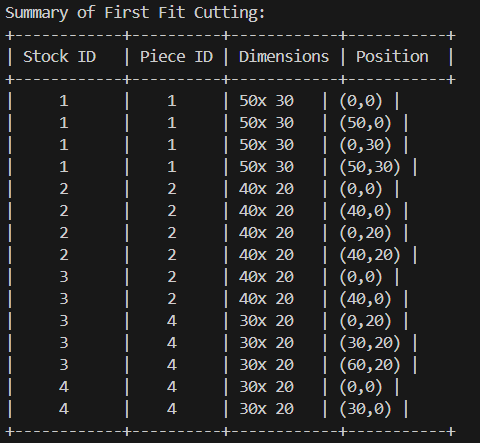 Summary of First Fit Cutting:
+------------+----------+------------+-----------+
| Stock ID   | Piece ID | Dimensions | Position  |
+------------+----------+------------+-----------+
|     1      |    1     | 50x 30   | (0,0) |
|     1      |    1     | 50x 30   | (50,0) |
|     1      |    1     | 50x 30   | (0,30) |
|     1      |    1     | 50x 30   | (50,30) |
|     2      |    2     | 40x 20   | (0,0) |
|     2      |    2     | 40x 20   | (40,0) |
|     2      |    2     | 40x 20   | (0,20) |
|     2      |    2     | 40x 20   | (40,20) |
|     3      |    2     | 40x 20   | (0,0) |
|     3      |    2     | 40x 20   | (40,0) |
|     3      |    4     | 30x 20   | (0,20) |
|     3      |    4     | 30x 20   | (30,20) |
|     3      |    4     | 30x 20   | (60,20) |
|     4      |    4     | 30x 20   | (0,0) |
|     4      |    4     | 30x 20   | (30,0) |
+------------+----------+------------+-----------+